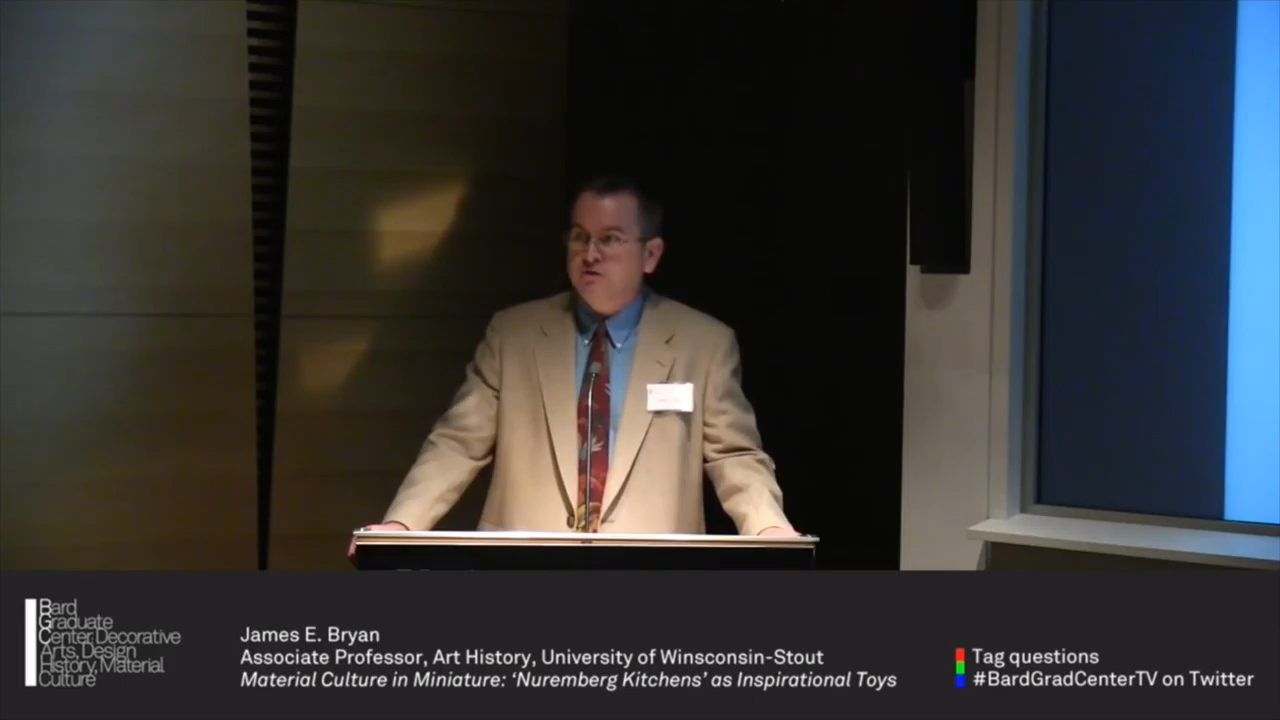 Bard
Graduate
Center Decorative
Arts, Design
History, Material
Culture
James E. Bryan
Associate Professor, Art History, University of Winsconsin-Stout
Material Culture in Miniature: ‘Nuremberg Kitchens’ as Inspirational Toys
Tag questions
#BardGradCenterTV on Twitter